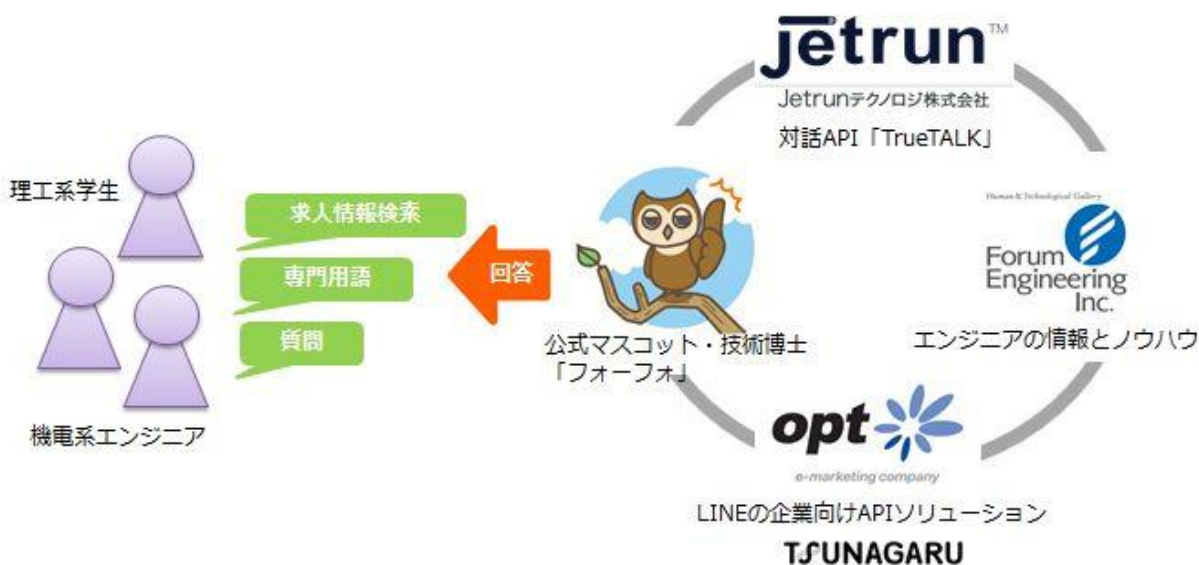 jetrun™
Jetrunテクノロジ株式会社
対話API「TrueTALK」
理工系学生
求人情報検索
専門用語
質問
回答
機電系エンジニア
公式マスコット・技術博士
「フォーフォ」
Human & Technological Gallery
Forum
Engineering
Inc.
エンジニアの情報とノウハウ
opt
e-marketing company
LINEの企業向けAPIソリューション
TSUNAGARU